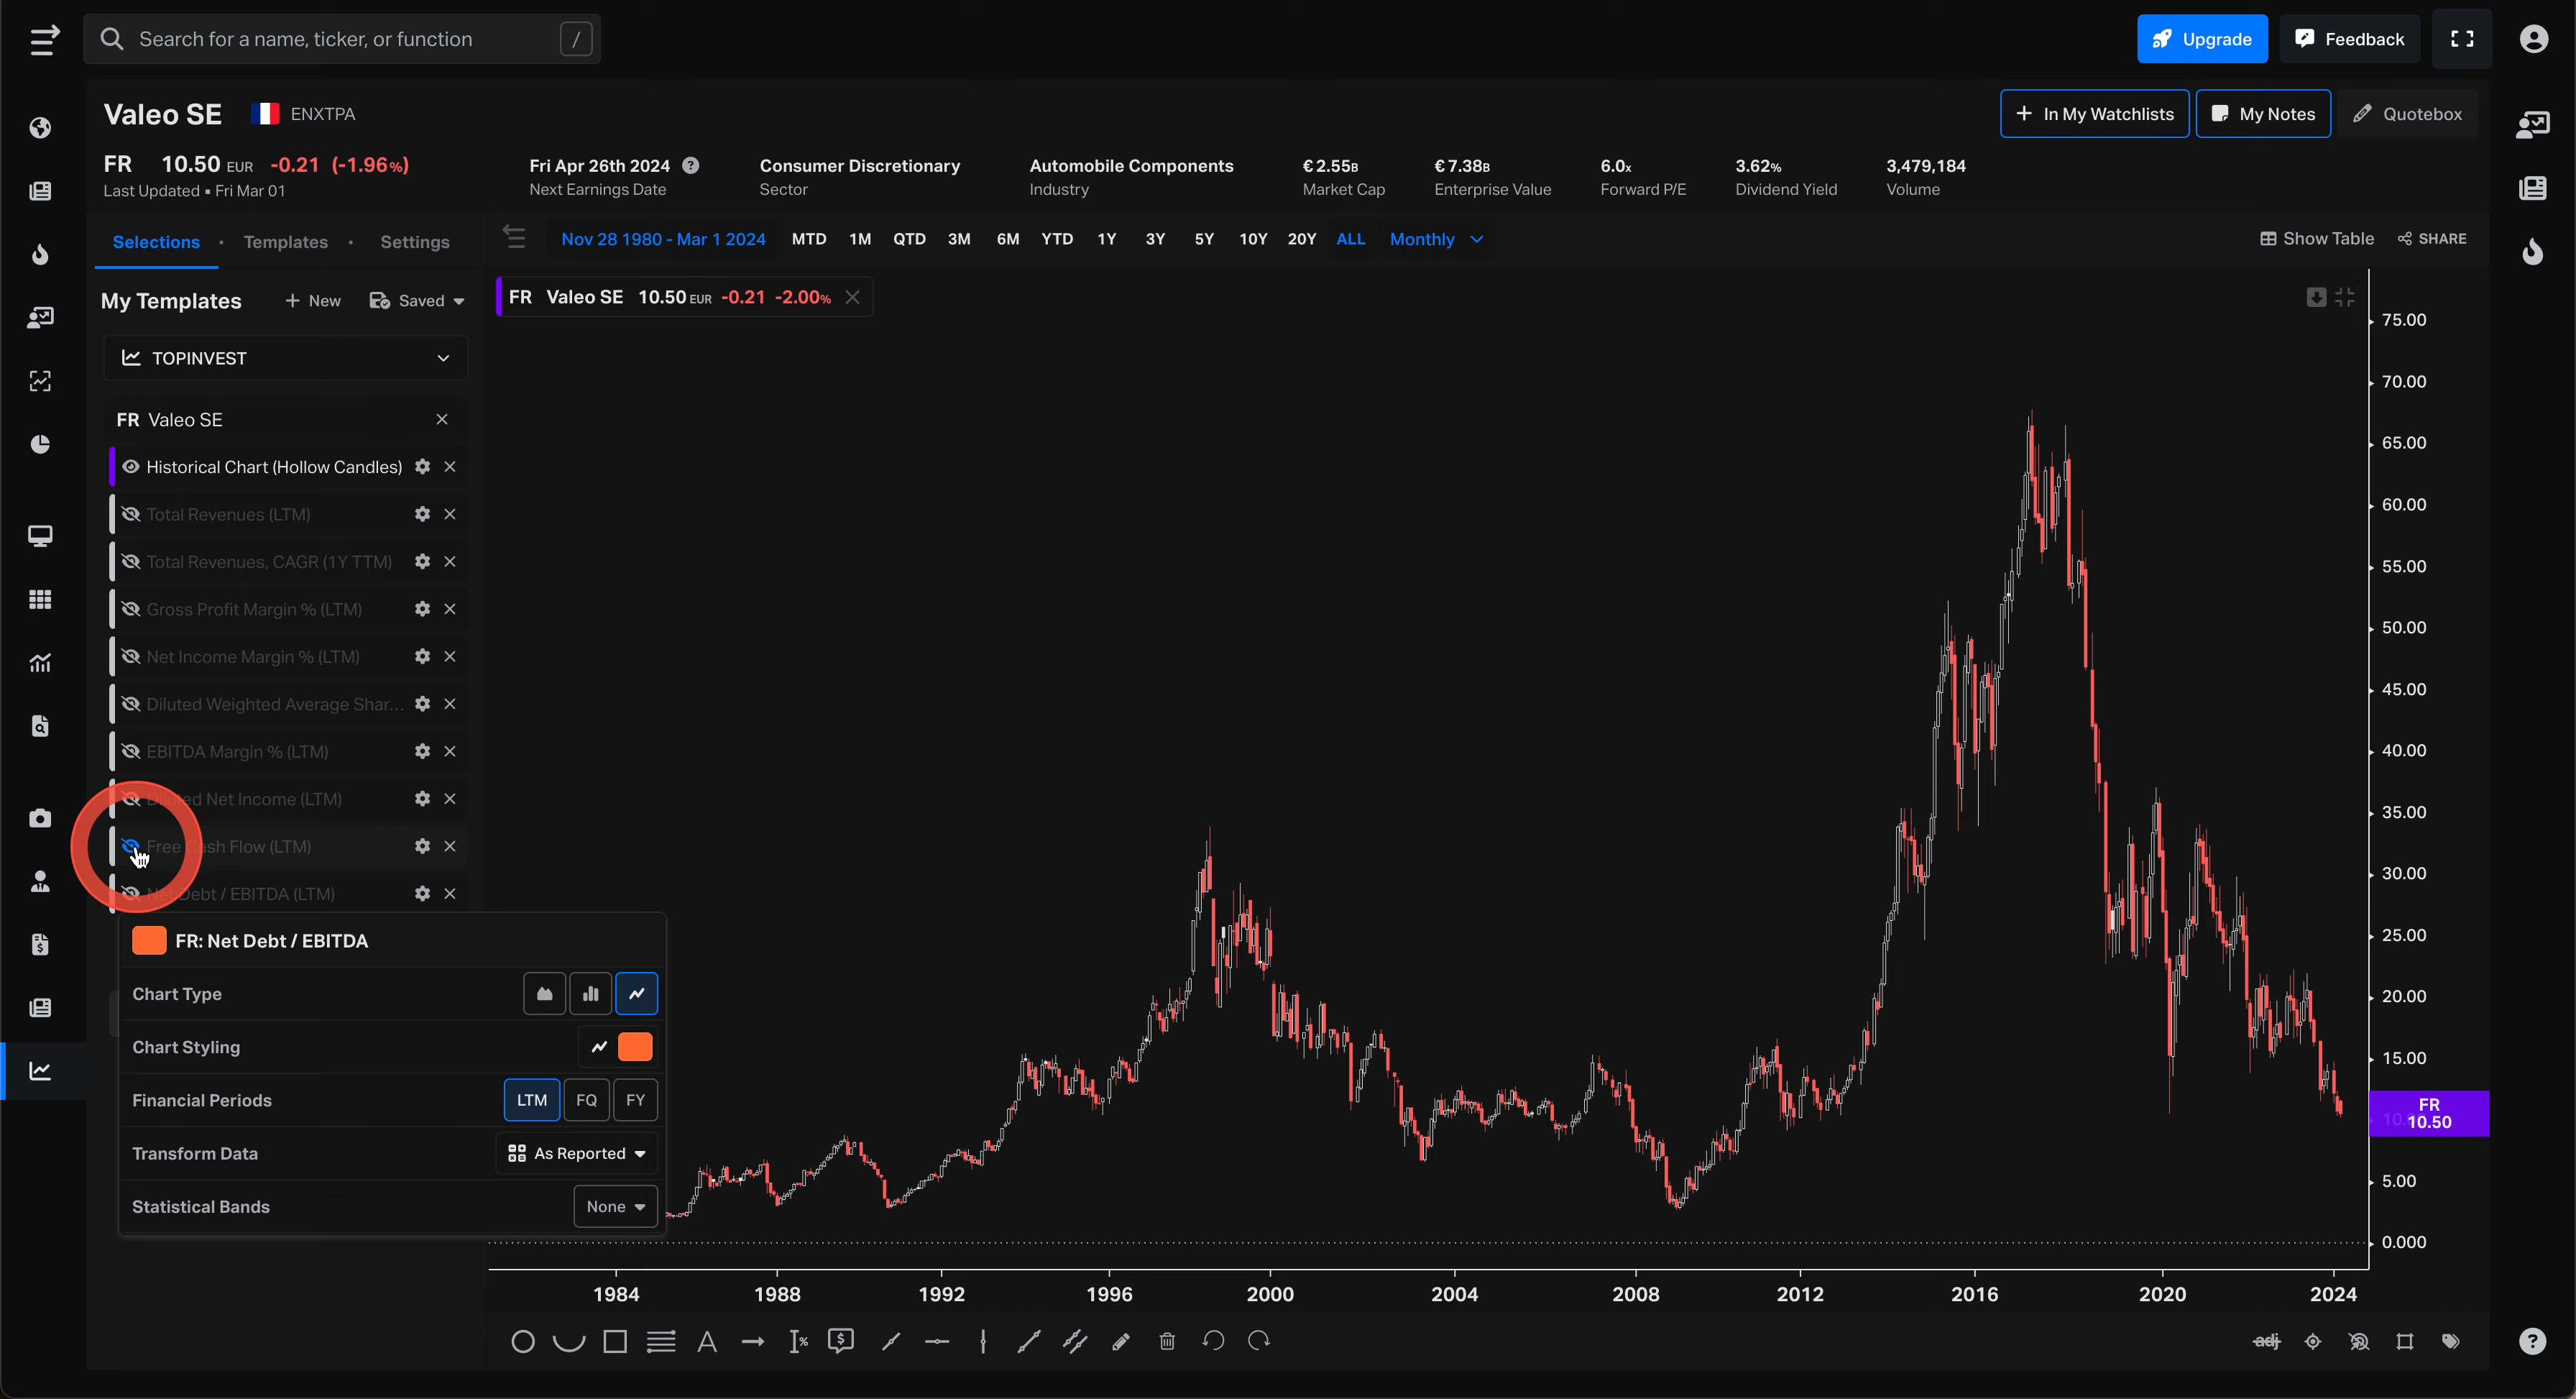 Search for a name, ticker, or function /
Upgrade
Feedback
Valeo SE ENXTPA
In My Watchlists
My Notes
Quotebox
FR 10.50 EUR -0.21 (-1.96%)
Last Updated ▪ Fri Mar 01
Fri Apr 26th 2024 ?
Next Earnings Date
Consumer Discretionary
Sector
Automobile Components
Industry
€2.55B
Market Cap
€7.38B
Enterprise Value
6.0x
Forward P/E
3.62%
Dividend Yield
3,479,184
Volume
Selections · Templates · Settings
Nov 28 1980 - Mar 1 2024 MTD 1M QTD 3M 6M YTD 1Y 3Y 5Y 10Y 20Y ALL Monthly
Show Table SHARE
My Templates + New Saved
TOPINVEST
FR Valeo SE
Historical Chart (Hollow Candles)
Total Revenues (LTM)
Total Revenues, CAGR (1Y TTM)
Gross Profit Margin % (LTM)
Net Income Margin % (LTM)
Diluted Weighted Average Shar...
EBITDA Margin % (LTM)
Diluted Net Income (LTM)
Free Cash Flow (LTM)
Net Debt / EBITDA (LTM)
FR: Net Debt / EBITDA
Chart Type
Chart Styling
Financial Periods LTM FQ FY
Transform Data As Reported
Statistical Bands None
FR Valeo SE 10.50 EUR -0.21 -2.00%
75.00
70.00
65.00
60.00
55.00
50.00
45.00
40.00
35.00
30.00
25.00
20.00
15.00
FR
10.50
5.00
0.000
1984 1988 1992 1996 2000 2004 2008 2012 2016 2020 2024
A
adj
?